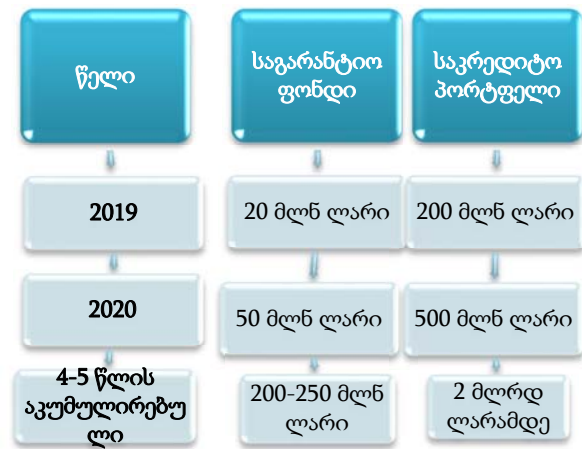 წელი
საგარანტიო
ფონდი
საკრედიტო
პორტფელი
2019
20 მლნ ლარი
200 მლნ ლარი
2020
50 მლნ ლარი
500 მლნ ლარი
4-5 წლის
აკუმულირებუ
ლი
200-250 მლნ
ლარი
2 მლრდ
ლარამდე